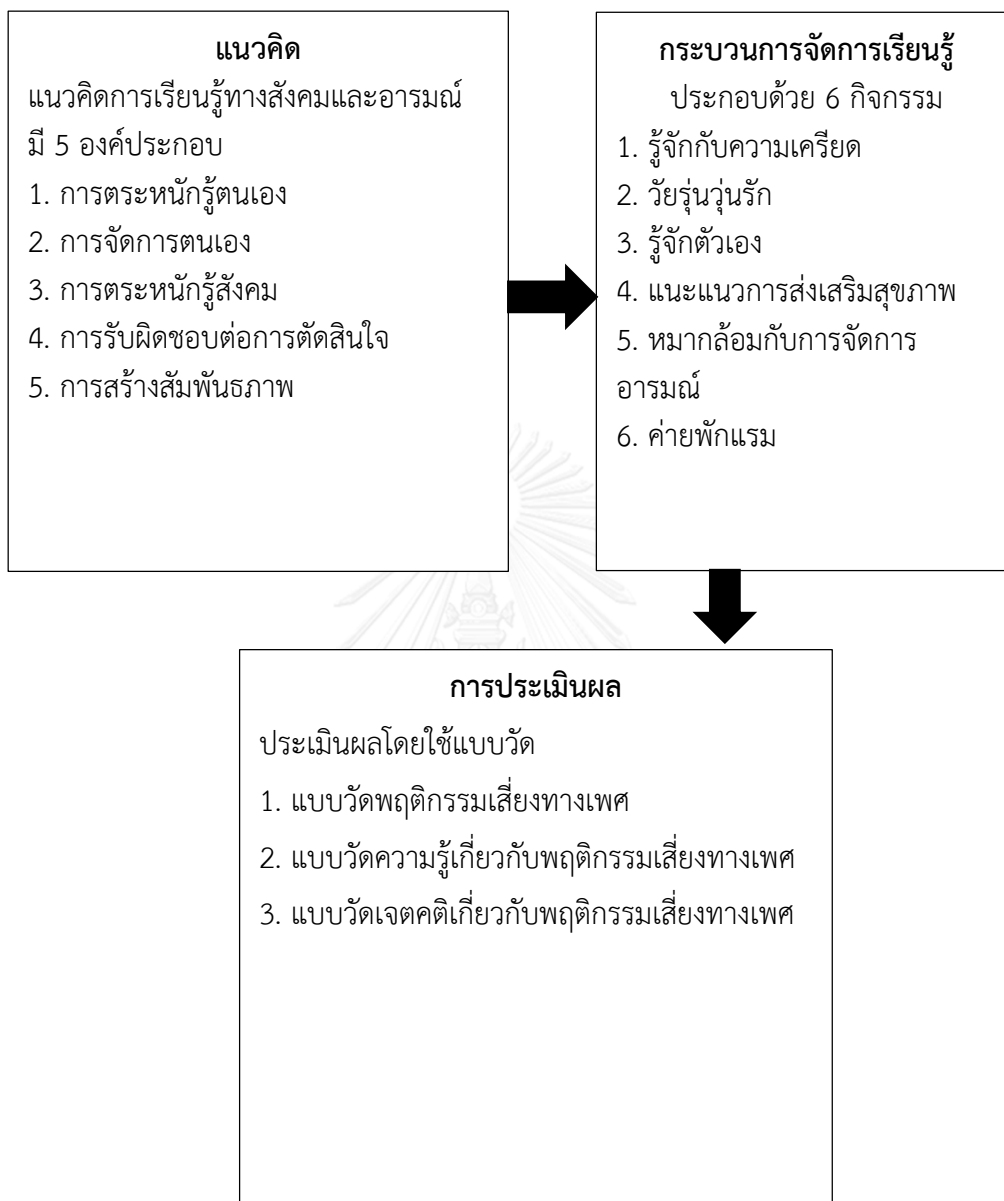 แนวคิด
แนวคิดการเรียนรู้ทางสังคมและอารมณ์
มี 5 องค์ประกอบ
1. การตระหนักรู้ตนเอง
2. การจัดการตนเอง
3. การตระหนักรู้สังคม
4. การรับผิดชอบต่อการตัดสินใจ
5. การสร้างสัมพันธภาพ
กระบวนการจัดการเรียนรู้
ประกอบด้วย 6 กิจกรรม
1. รู้จักกับความเครียด
2. วัยรุ่นวุ่นรัก
3. รู้จักตัวเอง
4. แนะแนวการส่งเสริมสุขภาพ
5. หมากล้อมกับการจัดการ
อารมณ์
6. ค่ายพักแรม
การประเมินผล
ประเมินผลโดยใช้แบบวัด
1. แบบวัดพฤติกรรมเสี่ยงทางเพศ
2. แบบวัดความรู้เกี่ยวกับพฤติกรรมเสี่ยงทางเพศ
3. แบบวัดเจตคติเกี่ยวกับพฤติกรรมเสี่ยงทางเพศ